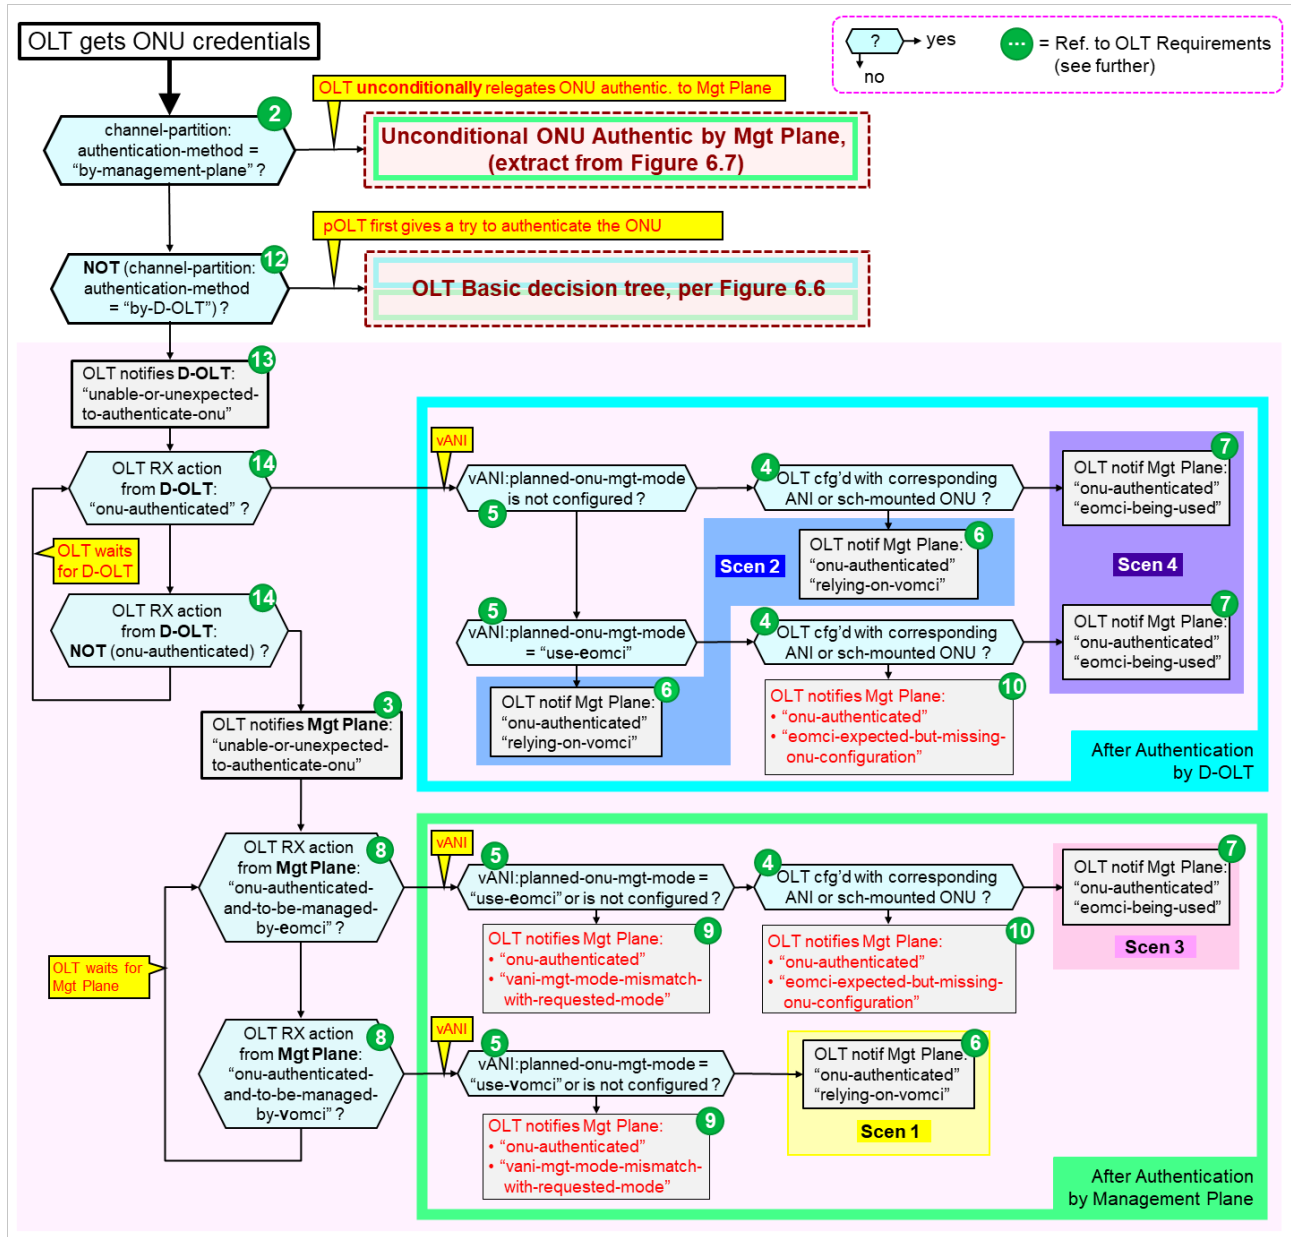 OLT gets ONU credentials
?
yes
no
...
= Ref. to OLT Requirements
(see further)
OLT unconditionally relegates ONU authentic. to Mgt Plane
2
channel-partition:
authentication-method =
“by-management-plane” ?
Unconditional ONU Authentic by Mgt Plane,
(extract from Figure 6.7)
pOLT first gives a try to authenticate the ONU
12
NOT (channel-partition:
authentication-method
= “by-D-OLT”) ?
OLT Basic decision tree, per Figure 6.6
13
OLT notifies D-OLT:
“unable-or-unexpected-
to-authenticate-onu”
14
OLT RX action
from D-OLT:
“onu-authenticated” ?
OLT waits
for D-OLT
14
OLT RX action
from D-OLT:
NOT (onu-authenticated) ?
vANI
vANI:planned-onu-mgt-mode
is not configured ?
5
4
OLT cfg’d with corresponding
ANI or sch-mounted ONU ?
7
OLT notif Mgt Plane:
“onu-authenticated”
“eomci-being-used”
6
OLT notif Mgt Plane:
“onu-authenticated”
“relying-on-vomci”
Scen 2
Scen 4
5
vANI:planned-onu-mgt-mode
= “use-eomci”
4
OLT cfg’d with corresponding
ANI or sch-mounted ONU ?
7
OLT notif Mgt Plane:
“onu-authenticated”
“eomci-being-used”
6
OLT notif Mgt Plane:
“onu-authenticated”
“relying-on-vomci”
10
OLT notifies Mgt Plane:
• “onu-authenticated”
• “eomci-expected-but-missing-
onu-configuration”
After Authentication
by D-OLT
3
OLT notifies Mgt Plane:
“unable-or-unexpected-
to-authenticate-onu”
8
OLT RX action
from Mgt Plane:
“onu-authenticated-
and-to-be-managed-
by-eomci” ?
OLT waits for
Mgt Plane
8
OLT RX action
from Mgt Plane:
“onu-authenticated-
and-to-be-managed-
by-vomci” ?
vANI
5
vANI:planned-onu-mgt-mode =
“use-eomci” or is not configured ?
4
OLT cfg’d with corresponding
ANI or sch-mounted ONU ?
7
OLT notif Mgt Plane:
“onu-authenticated”
“eomci-being-used”
Scen 3
9
OLT notifies Mgt Plane:
• “onu-authenticated”
• “vani-mgt-mode-mismatch-
with-requested-mode”
10
OLT notifies Mgt Plane:
• “onu-authenticated”
• “eomci-expected-but-missing-
onu-configuration”
vANI
5
vANI:planned-onu-mgt-mode =
“use-vomci” or is not configured ?
6
OLT notif Mgt Plane:
“onu-authenticated”
“relying-on-vomci”
Scen 1
9
OLT notifies Mgt Plane:
• “onu-authenticated”
• “vani-mgt-mode-mismatch-
with-requested-mode”
After Authentication
by Management Plane